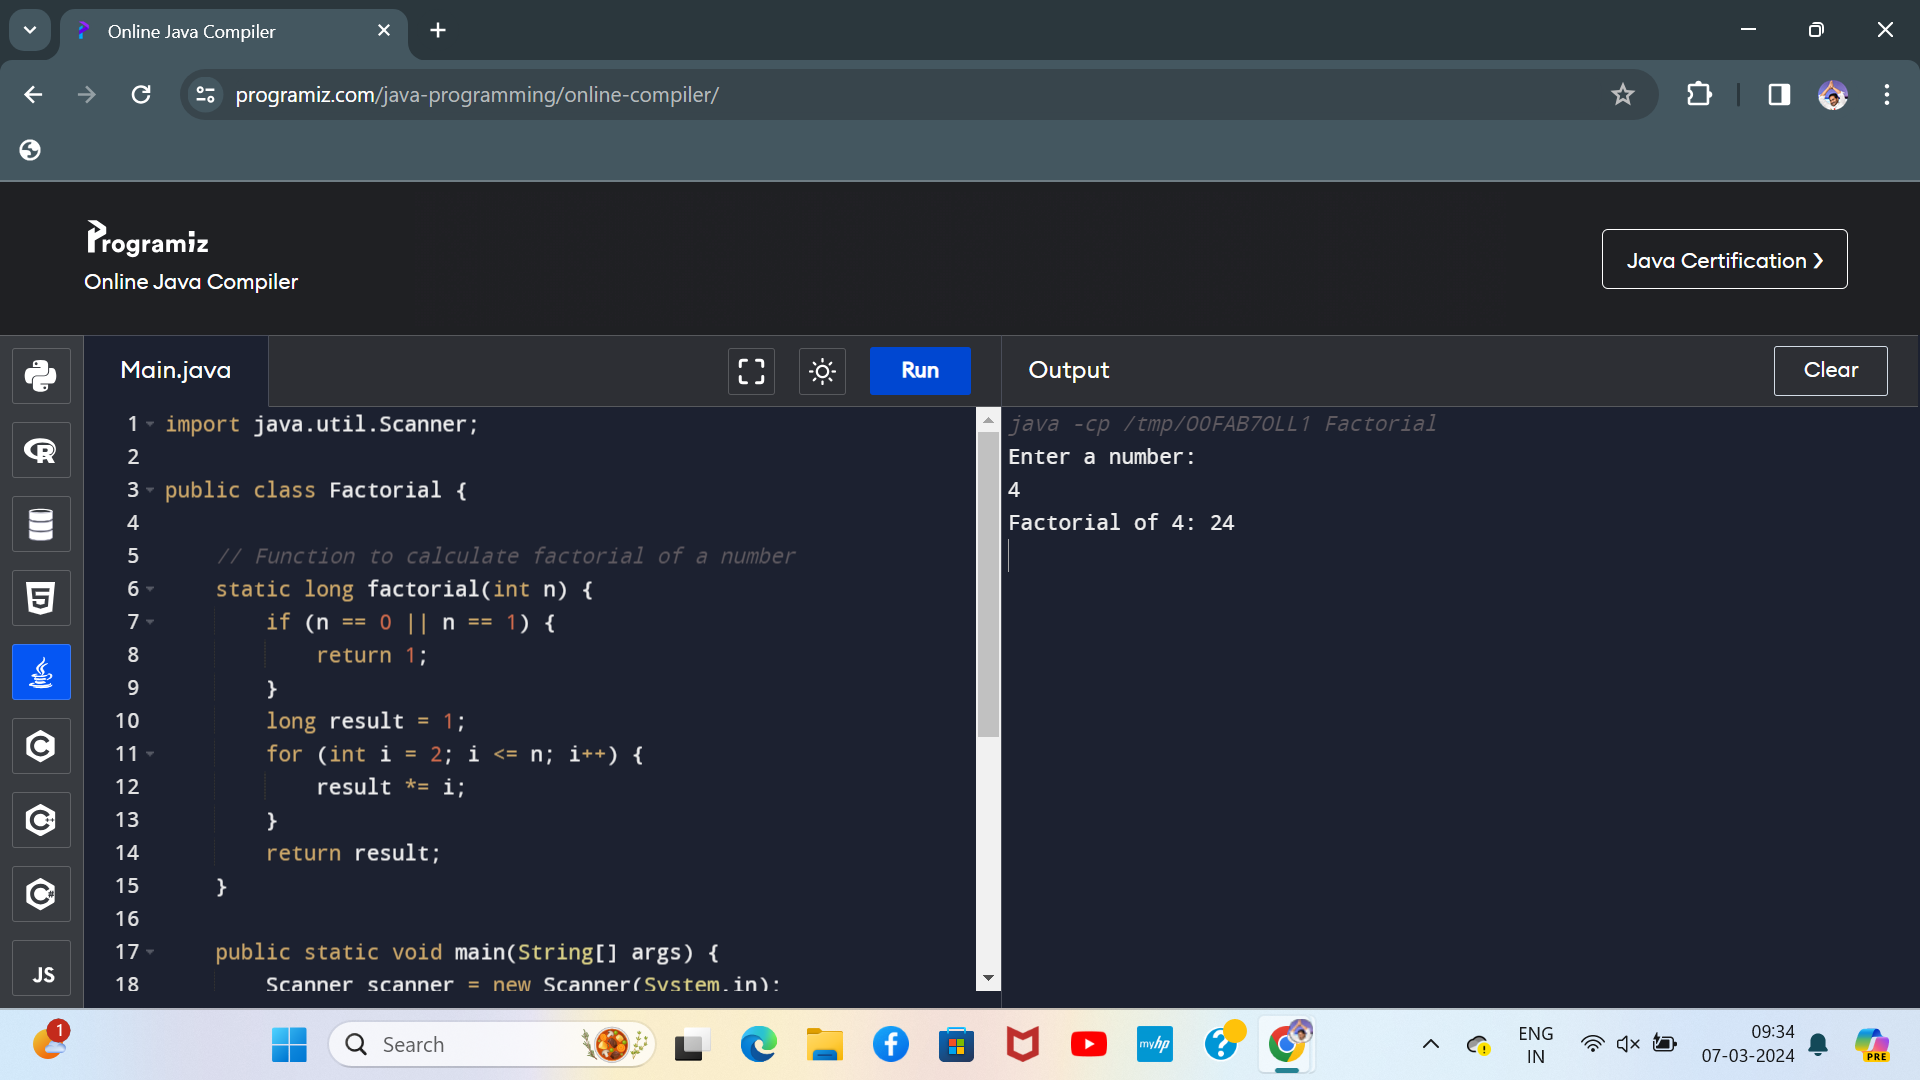 Online Java Compiler
programiz.com/java-programming/online-compiler/
Programiz
Online Java Compiler
Java Certification ❯
Main.java
Run
Output
Clear
1 import java.util.Scanner;
2
3 public class Factorial {
4
5 // Function to calculate factorial of a number
6 static long factorial(int n) {
7 if (n == 0 || n == 1) {
8 return 1;
9 }
10 long result = 1;
11 for (int i = 2; i <= n; i++) {
12 result *= i;
13 }
14 return result;
15 }
16
17 public static void main(String[] args) {
18 Scanner scanner = new Scanner(System.in);
java -cp /tmp/OOFAB7OLL1 Factorial
Enter a number:
4
Factorial of 4: 24
JS
1
Search
myhp
ENG
IN
09:34
07-03-2024
PRE